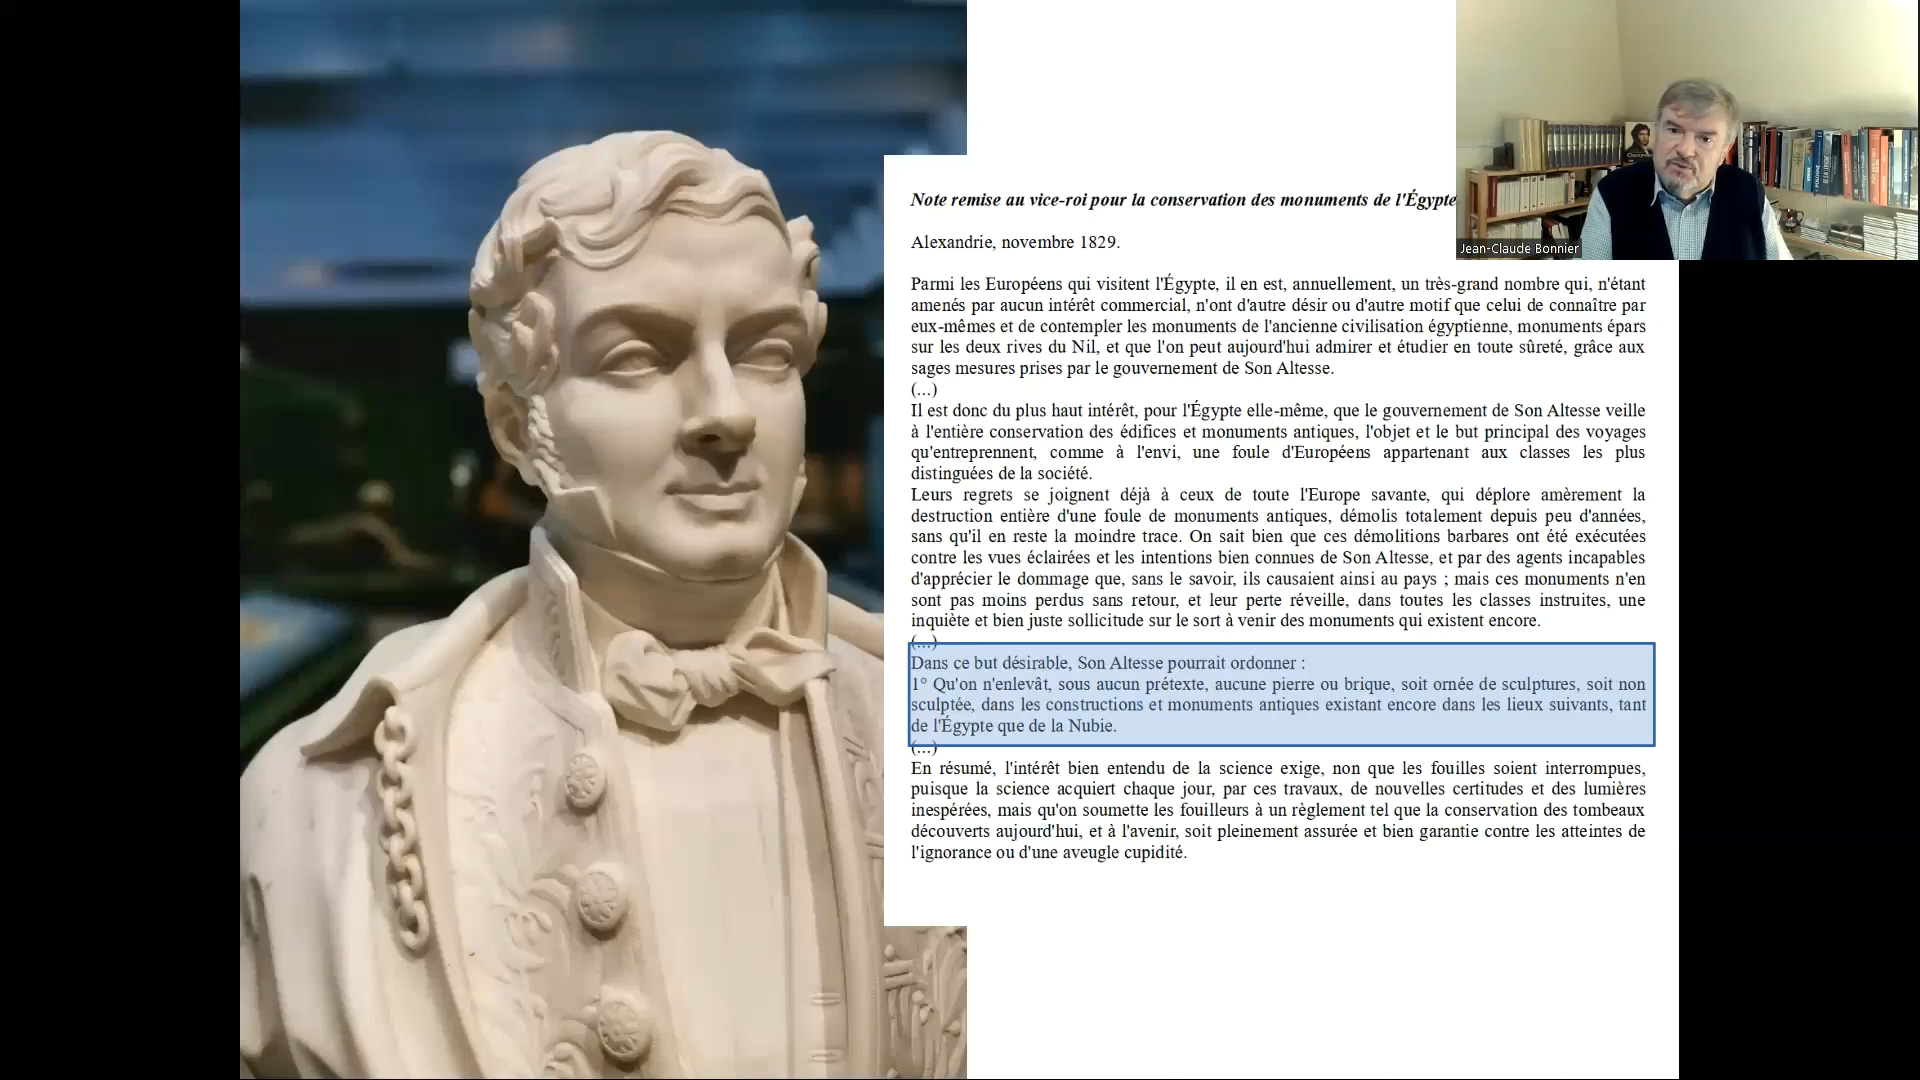 Note remise au vice-roi pour la conservation des monuments de l'Égypte
Alexandrie, novembre 1829.
Parmi les Européens qui visitent l'Égypte, il en est, annuellement, un très-grand nombre qui, n'étant
amenés par aucun intérêt commercial, n'ont d'autre désir ou d'autre motif que celui de connaître par
eux-mêmes et de contempler les monuments de l'ancienne civilisation égyptienne, monuments épars
sur les deux rives du Nil, et que l'on peut aujourd'hui admirer et étudier en toute sûreté, grâce aux
sages mesures prises par le gouvernement de Son Altesse.
(...)
Il est donc du plus haut intérêt, pour l'Égypte elle-même, que le gouvernement de Son Altesse veille
à l'entière conservation des édifices et monuments antiques, l'objet et le but principal des voyages
qu'entreprennent, comme à l'envi, une foule d'Européens appartenant aux classes les plus
distinguées de la société.
Leurs regrets se joignent déjà à ceux de toute l'Europe savante, qui déplore amèrement la
destruction entière d'une foule de monuments antiques, démolis totalement depuis peu d'années,
sans qu'il en reste la moindre trace. On sait bien que ces démolitions barbares ont été exécutées
contre les vues éclairées et les intentions bien connues de Son Altesse, et par des agents incapables
d'apprécier le dommage que, sans le savoir, ils causaient ainsi au pays ; mais ces monuments n'en
sont pas moins perdus sans retour, et leur perte réveille, dans toutes les classes instruites, une
inquiète et bien juste sollicitude sur le sort à venir des monuments qui existent encore.
(...)
Dans ce but désirable, Son Altesse pourrait ordonner :
1° Qu'on n'enlevât, sous aucun prétexte, aucune pierre ou brique, soit ornée de sculptures, soit non
sculptée, dans les constructions et monuments antiques existant encore dans les lieux suivants, tant
de l'Égypte que de la Nubie.
(...)
En résumé, l'intérêt bien entendu de la science exige, non que les fouilles soient interrompues,
puisque la science acquiert chaque jour, par ces travaux, de nouvelles certitudes et des lumières
inespérées, mais qu'on soumette les fouilleurs à un règlement tel que la conservation des tombeaux
découverts aujourd'hui, et à l'avenir, soit pleinement assurée et bien garantie contre les atteintes de
l'ignorance ou d'une aveugle cupidité.
Jean-Claude Bonnier